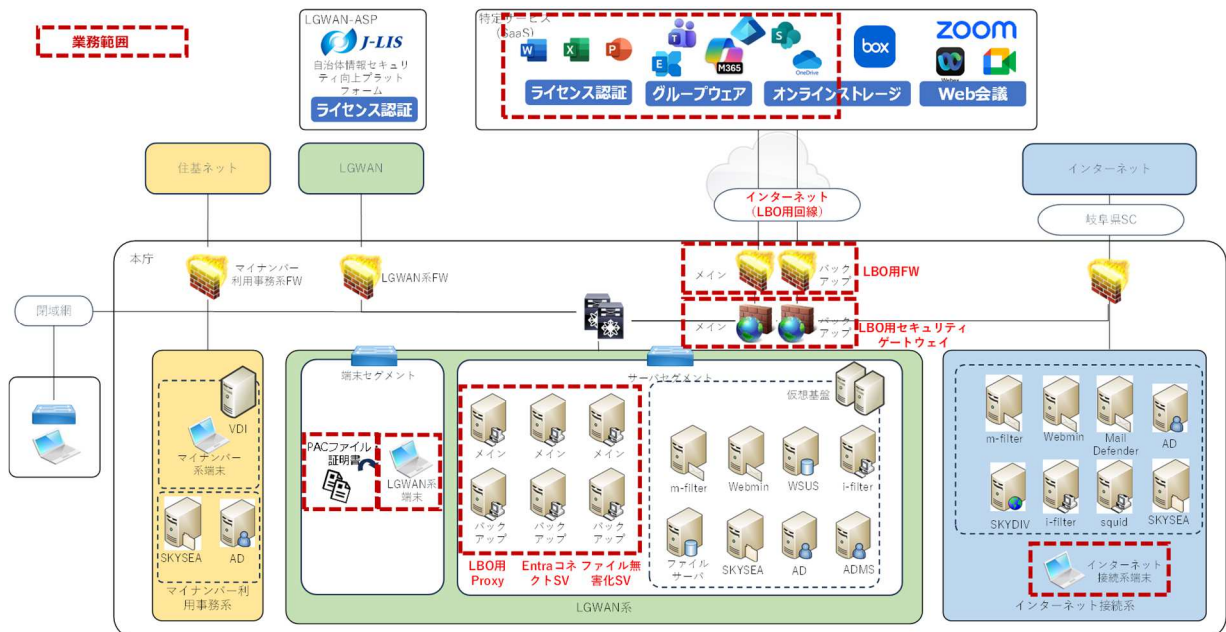 業務範囲
LGWAN-ASP
J-LIS
自治体情報セキュリ
ティ向上プラット
フォーム
ライセンス認証
特定サービス
(SaaS)
W
X
P
T
E
M365
S
OneDrive
box
zoom
Webex
ライセンス認証
グループウェア
オンラインストレージ
Web会議
住基ネット
LGWAN
インターネット
(LBO用回線)
インターネット
岐阜県SC
本庁
マイナンバー
利用事務系FW
LGWAN系FW
メイン
バック
アップ
LBO用FW
メイン
バック
アップ
LBO用セキュリティ
ゲートウェイ
閉域網
VDI
マイナンバー
系端末
SKYSEA
AD
マイナンバー利
用事務系
端末セグメント
PACファイル
証明書
LGWAN系
端末
サーバセグメント
メイン
メイン
メイン
バック
アップ
バック
アップ
バック
アップ
LBO用
Proxy
Entraコネ
クトSV
ファイル無
害化SV
仮想基盤
m-filter
Webmin
WSUS
i-filter
ファイル
サーバ
SKYSEA
AD
ADMS
LGWAN系
m-filter
Webmin
Mall
Defender
AD
SKYDIV
i-filter
squid
SKYSEA
インターネット
接続系端末
インターネット接続系